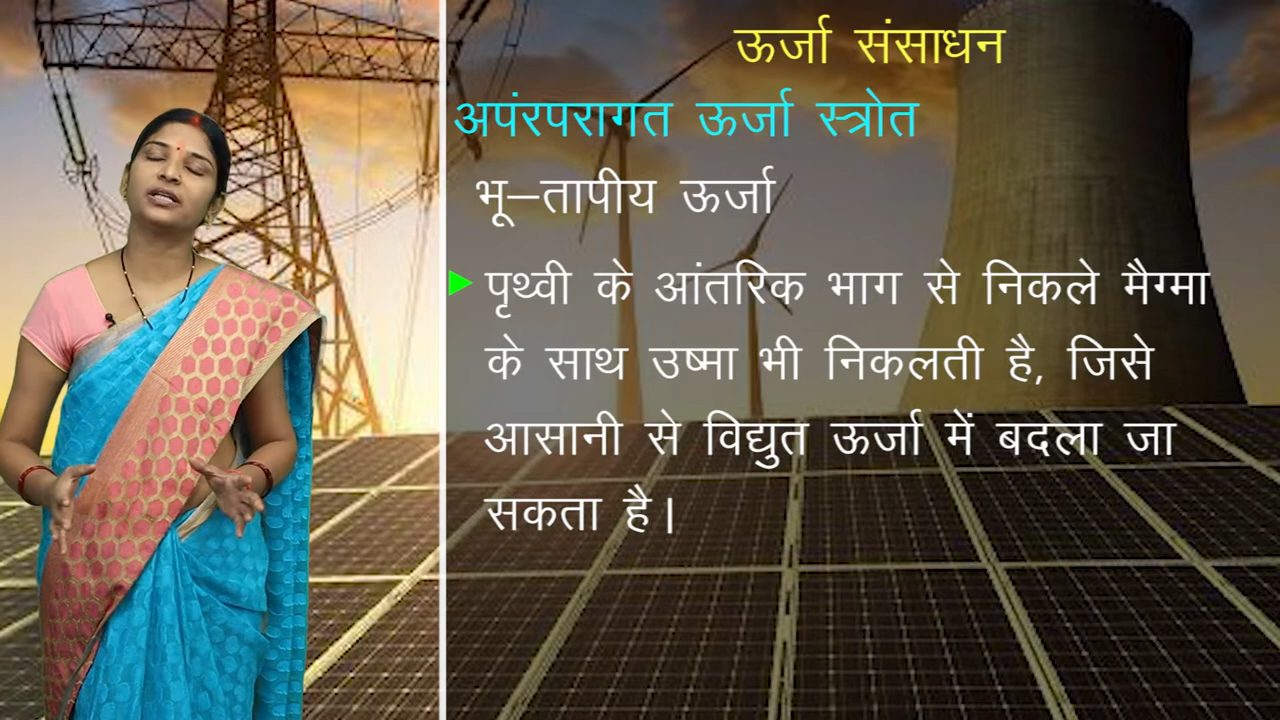 ऊर्जा संसाधन
अपंरपरागत ऊर्जा स्त्रोत
भू–तापीय ऊर्जा
पृथ्वी के आंतरिक भाग से निकले मैग्मा
के साथ उष्मा भी निकलती है, जिसे
आसानी से विद्युत ऊर्जा में बदला जा
सकता है।